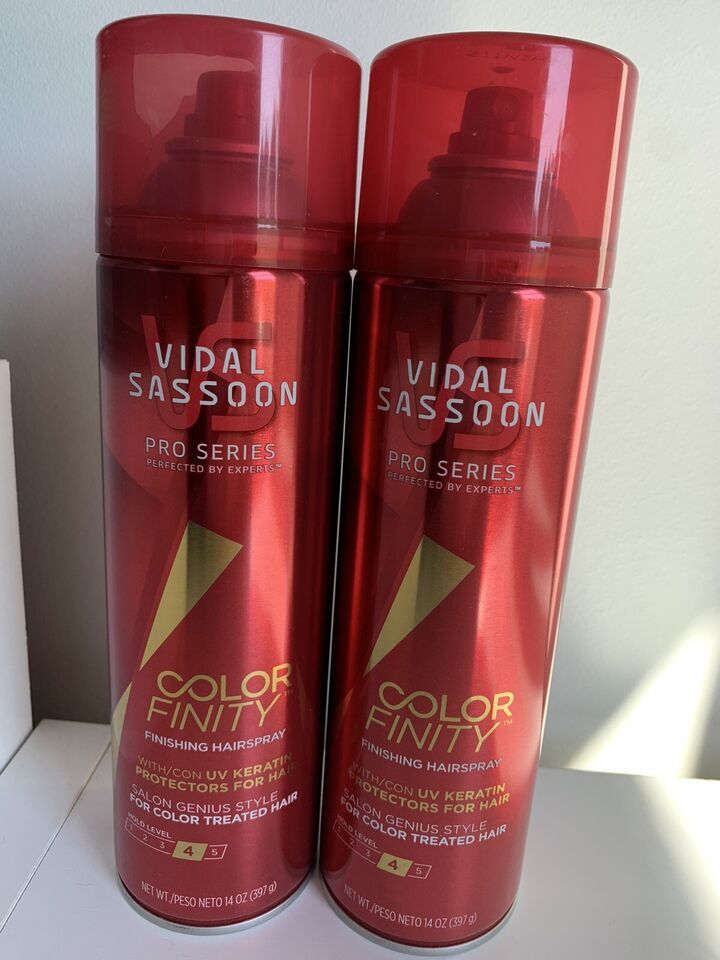 VS
VIDAL
SASSOON
PRO SERIES
PERFECTED BY EXPERTS™
COLOR
FINITY™
FINISHING HAIRSPRAY
WITH/CON UV KERATIN
PROTECTORS FOR HAIR
SALON GENIUS STYLE
FOR COLOR TREATED HAIR
HOLD LEVEL
1 2 3 4 5
NET WT./PESO NETO 14 OZ (397 g)
VS
VIDAL
SASSOON
PRO SERIES
PERFECTED BY EXPERTS™
COLOR
FINITY™
FINISHING HAIRSPRAY
WITH/CON UV KERATIN
PROTECTORS FOR HAIR
SALON GENIUS STYLE
FOR COLOR TREATED HAIR
HOLD LEVEL
1 2 3 4 5
NET WT./PESO NETO 14 OZ (397 g)